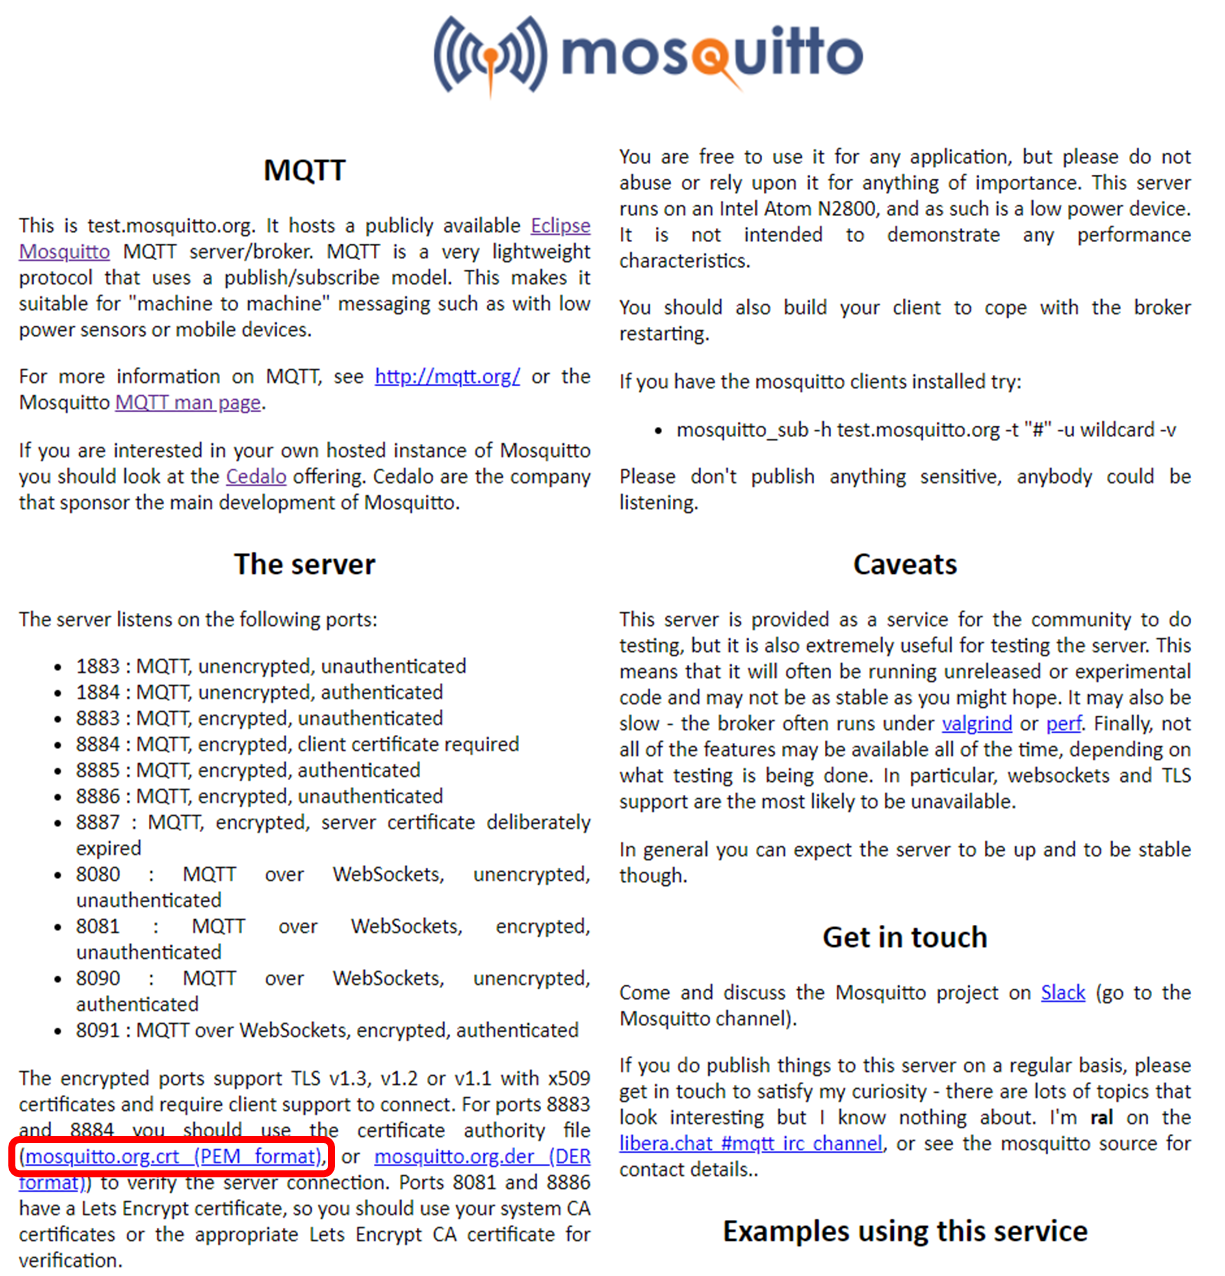 mosquitto
MQTT
This is test.mosquitto.org. It hosts a publicly available Eclipse
Mosquitto MQTT server/broker. MQTT is a very lightweight
protocol that uses a publish/subscribe model. This makes it
suitable for "machine to machine" messaging such as with low
power sensors or mobile devices.
For more information on MQTT, see http://mqtt.org/ or the
Mosquitto MQTT man page.
If you are interested in your own hosted instance of Mosquitto
you should look at the Cedalo offering. Cedalo are the company
that sponsor the main development of Mosquitto.
The server
The server listens on the following ports:
• 1883 : MQTT, unencrypted, unauthenticated
• 1884 : MQTT, unencrypted, authenticated
• 8883 : MQTT, encrypted, unauthenticated
• 8884 : MQTT, encrypted, client certificate required
• 8885 : MQTT, encrypted, authenticated
• 8886 : MQTT, encrypted, unauthenticated
• 8887 : MQTT, encrypted, server certificate deliberately
expired
• 8080 : MQTT over WebSockets, unencrypted,
unauthenticated
• 8081 : MQTT over WebSockets, encrypted,
unauthenticated
• 8090 : MQTT over WebSockets, unencrypted,
authenticated
• 8091 : MQTT over WebSockets, encrypted, authenticated
The encrypted ports support TLS v1.3, v1.2 or v1.1 with x509
certificates and require client support to connect. For ports 8883
and 8884 you should use the certificate authority file
(mosquitto.org.crt (PEM format), or mosquitto.org.der (DER
format)) to verify the server connection. Ports 8081 and 8886
have a Lets Encrypt certificate, so you should use your system CA
certificates or the appropriate Lets Encrypt CA certificate for
verification.
You are free to use it for any application, but please do not
abuse or rely upon it for anything of importance. This server
runs on an Intel Atom N2800, and as such is a low power device.
It is not intended to demonstrate any performance
characteristics.
You should also build your client to cope with the broker
restarting.
If you have the mosquitto clients installed try:
• mosquitto_sub -h test.mosquitto.org -t "#" -u wildcard -v
Please don't publish anything sensitive, anybody could be
listening.
Caveats
This server is provided as a service for the community to do
testing, but it is also extremely useful for testing the server. This
means that it will often be running unreleased or experimental
code and may not be as stable as you might hope. It may also be
slow - the broker often runs under valgrind or perf. Finally, not
all of the features may be available all of the time, depending on
what testing is being done. In particular, websockets and TLS
support are the most likely to be unavailable.
In general you can expect the server to be up and to be stable
though.
Get in touch
Come and discuss the Mosquitto project on Slack (go to the
Mosquitto channel).
If you do publish things to this server on a regular basis, please
get in touch to satisfy my curiosity - there are lots of topics that
look interesting but I know nothing about. I'm ral on the
libera.chat #mqtt irc channel, or see the mosquitto source for
contact details..
Examples using this service